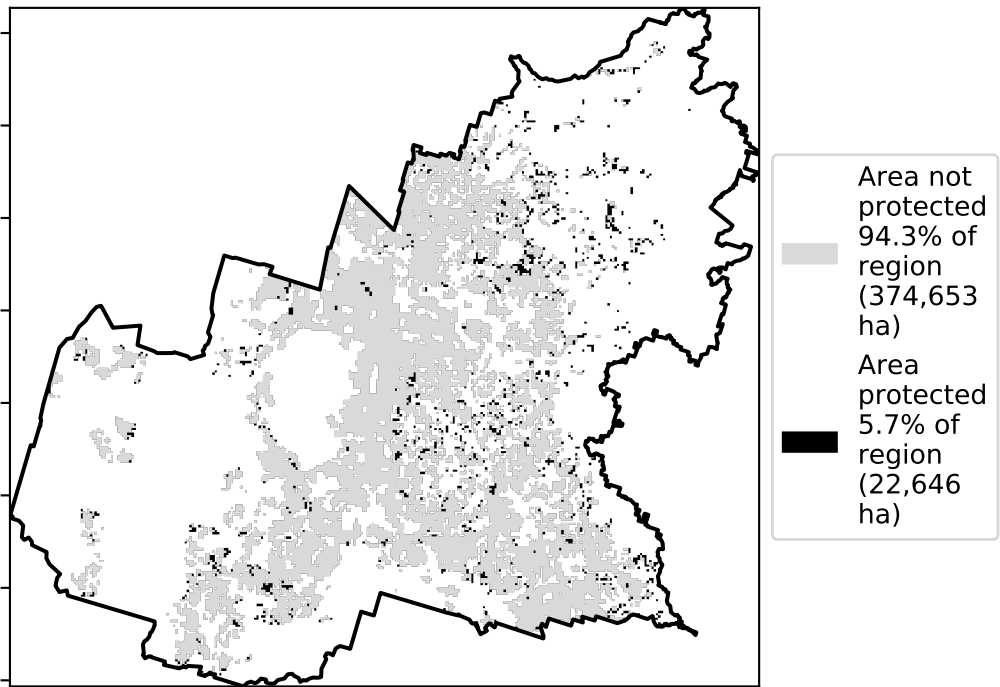 Area not
protected
94.3% of
region
(374,653
ha)
Area
protected
5.7% of
region
(22,646
ha)